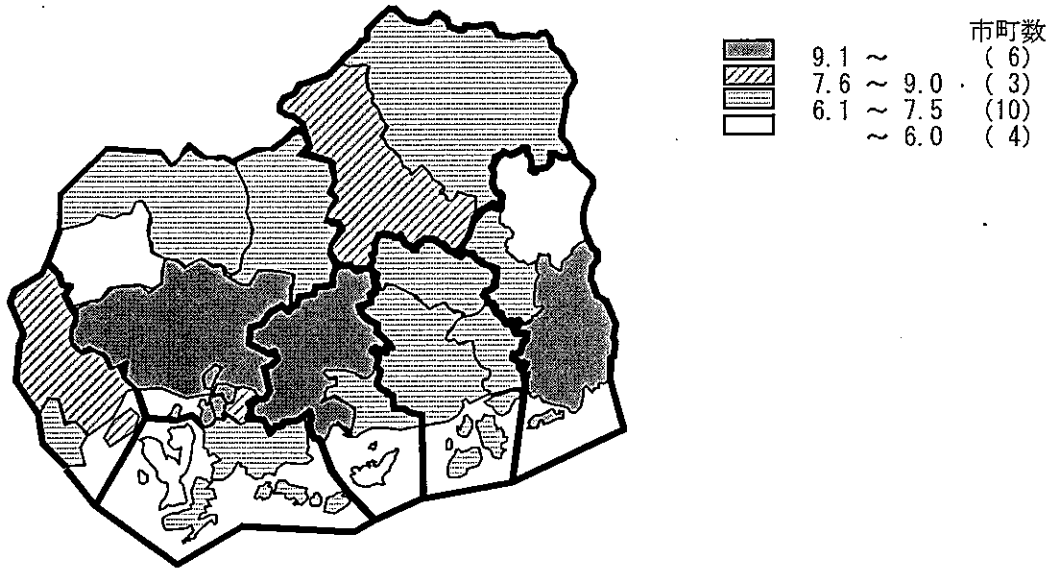 市町数
9.1 ～ ( 6)
7.6 ～ 9.0 ( 3)
6.1 ～ 7.5 (10)
～ 6.0 ( 4)